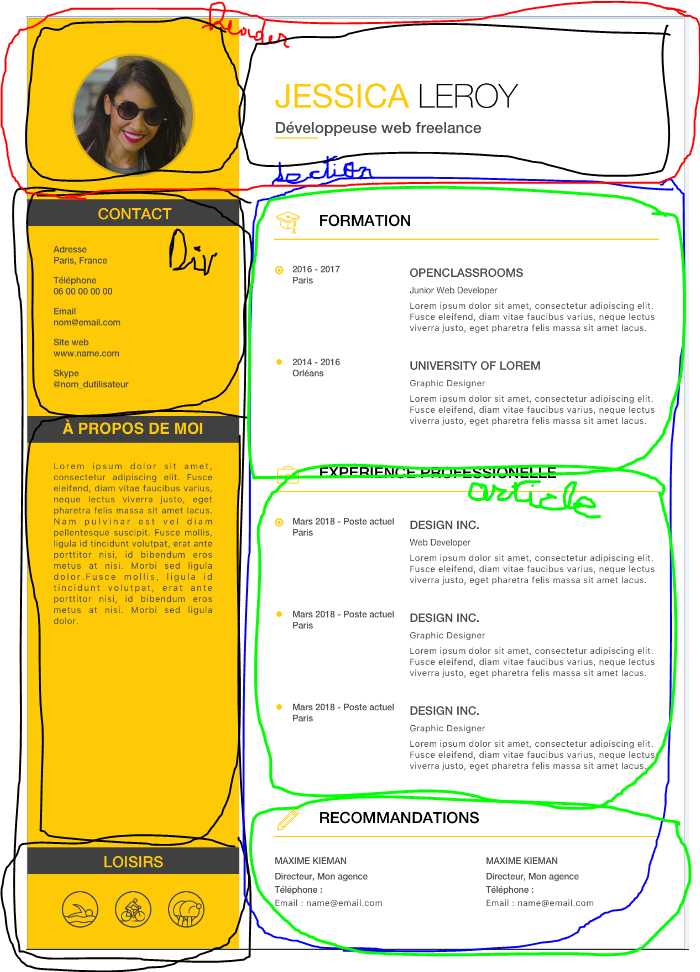 header
JESSICA LEROY
Développeuse web freelance
section
CONTACT
Div
Adresse
Paris, France
Téléphone
06 00 00 00 00
Email
nom@email.com
Site web
www.name.com
Skype
@nom_dutilisateur
À PROPOS DE MOI
Lorem ipsum dolor sit amet,
consectetur adipiscing elit. Fusce
eleifend, diam vitae faucibus varius,
neque lectus viverra justo, eget
pharetra felis massa sit amet lacus.
Nam pulvinar est vel diam
pellentesque suscipit. Fusce mollis,
ligula id tincidunt volutpat, erat ante
porttitor nisi, id bibendum eros
metus at nisi. Morbi sed ligula
dolor.Fusce mollis, ligula id
tincidunt volutpat, erat ante
porttitor nisi, id bibendum eros
metus at nisi. Morbi sed ligula
dolor.
LOISIRS
FORMATION
2016 - 2017
Paris
OPENCLASSROOMS
Junior Web Developer
Lorem ipsum dolor sit amet, consectetur adipiscing elit.
Fusce eleifend, diam vitae faucibus varius, neque lectus
viverra justo, eget pharetra felis massa sit amet lacus.
2014 - 2016
Orléans
UNIVERSITY OF LOREM
Graphic Designer
Lorem ipsum dolor sit amet, consectetur adipiscing elit.
Fusce eleifend, diam vitae faucibus varius, neque lectus
viverra justo, eget pharetra felis massa sit amet lacus.
EXPERIENCE PROFESSIONELLE
article
Mars 2018 - Poste actuel
Paris
DESIGN INC.
Web Developer
Lorem ipsum dolor sit amet, consectetur adipiscing elit.
Fusce eleifend, diam vitae faucibus varius, neque lectus
viverra justo, eget pharetra felis massa sit amet lacus.
Mars 2018 - Poste actuel
Paris
DESIGN INC.
Graphic Designer
Lorem ipsum dolor sit amet, consectetur adipiscing elit.
Fusce eleifend, diam vitae faucibus varius, neque lectus
viverra justo, eget pharetra felis massa sit amet lacus.
Mars 2018 - Poste actuel
Paris
DESIGN INC.
Graphic Designer
Lorem ipsum dolor sit amet, consectetur adipiscing elit.
Fusce eleifend, diam vitae faucibus varius, neque lectus
viverra justo, eget pharetra felis massa sit amet lacus.
RECOMMANDATIONS
MAXIME KIEMAN
Directeur, Mon agence
Téléphone :
Email : name@email.com
MAXIME KIEMAN
Directeur, Mon agence
Téléphone :
Email : name@email.com